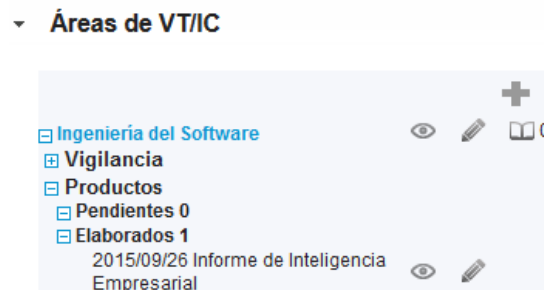 Áreas de VT/IC
Ingeniería del Software
Vigilancia
Productos
Pendientes 0
Elaborados 1
2015/09/26 Informe de Inteligencia
Empresarial